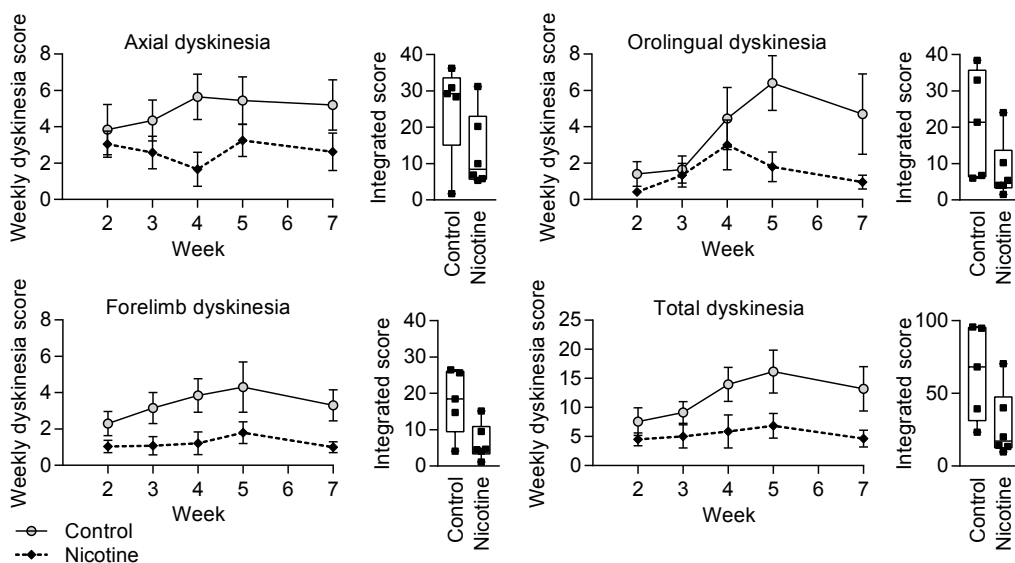 Axial dyskinesia
Weekly dyskinesia score
8
6
4
2
0
2 3 4 5 6 7
Week
Integrated score
40
30
20
10
0
Control
Nicotine
Orolingual dyskinesia
Weekly dyskinesia score
8
6
4
2
0
2 3 4 5 6 7
Week
Integrated score
40
30
20
10
0
Control
Nicotine
Forelimb dyskinesia
Weekly dyskinesia score
8
6
4
2
0
2 3 4 5 6 7
Week
Integrated score
40
30
20
10
0
Control
Nicotine
Total dyskinesia
Weekly dyskinesia score
25
20
15
10
5
0
2 3 4 5 6 7
Week
Integrated score
100
50
0
Control
Nicotine
Control
Nicotine